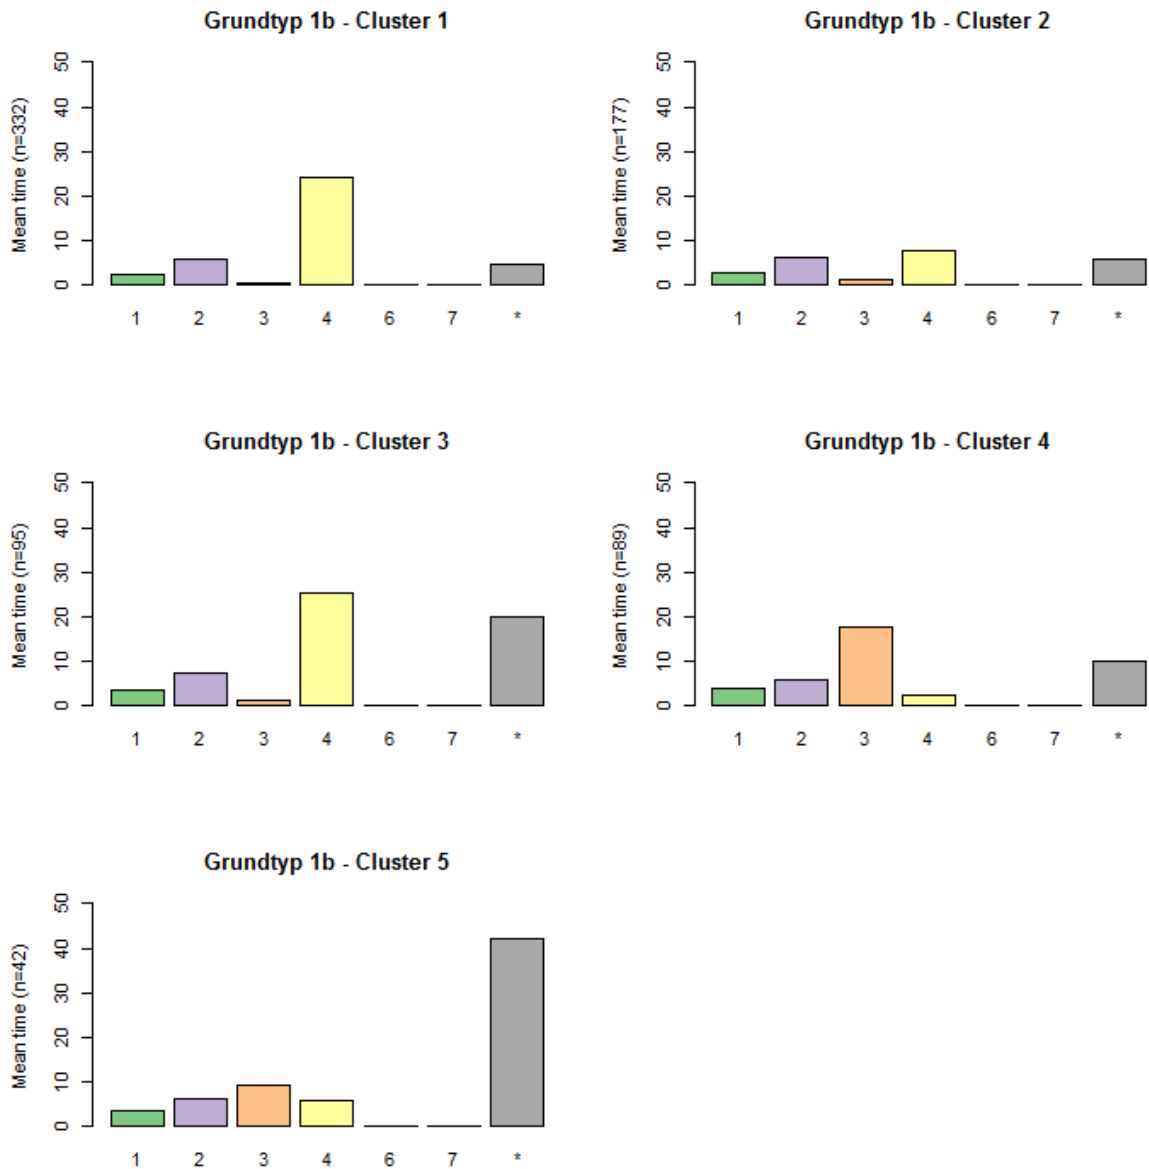 Grundtyp 1b - Cluster 1
Mean time (n=332)
50
40
30
20
10
0
1 2 3 4 6 7 *
Grundtyp 1b - Cluster 2
Mean time (n=177)
50
40
30
20
10
0
1 2 3 4 6 7 *
Grundtyp 1b - Cluster 3
Mean time (n=95)
50
40
30
20
10
0
1 2 3 4 6 7 *
Grundtyp 1b - Cluster 4
Mean time (n=89)
50
40
30
20
10
0
1 2 3 4 6 7 *
Grundtyp 1b - Cluster 5
Mean time (n=42)
50
40
30
20
10
0
1 2 3 4 6 7 *